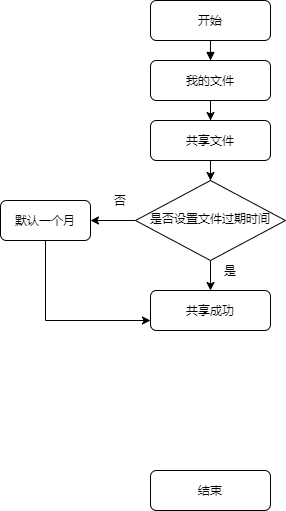 开始
我的文件
共享文件
是否设置文件过期时间
否
默认一个月
是
共享成功
结束